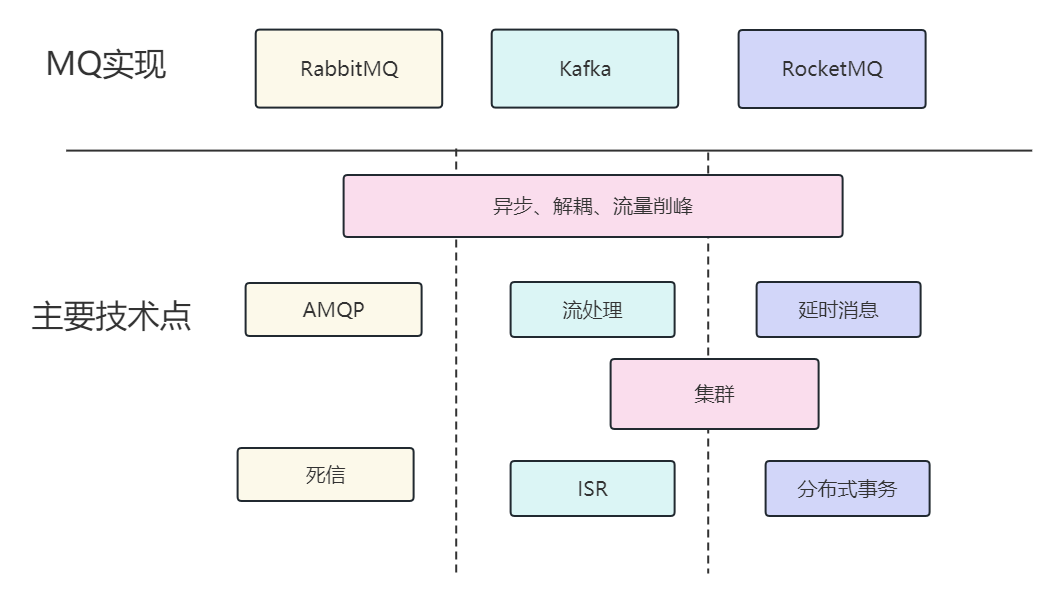 MQ实现
RabbitMQ
Kafka
RocketMQ
异步、解耦、流量削峰
主要技术点
AMQP
流处理
延时消息
集群
死信
ISR
分布式事务